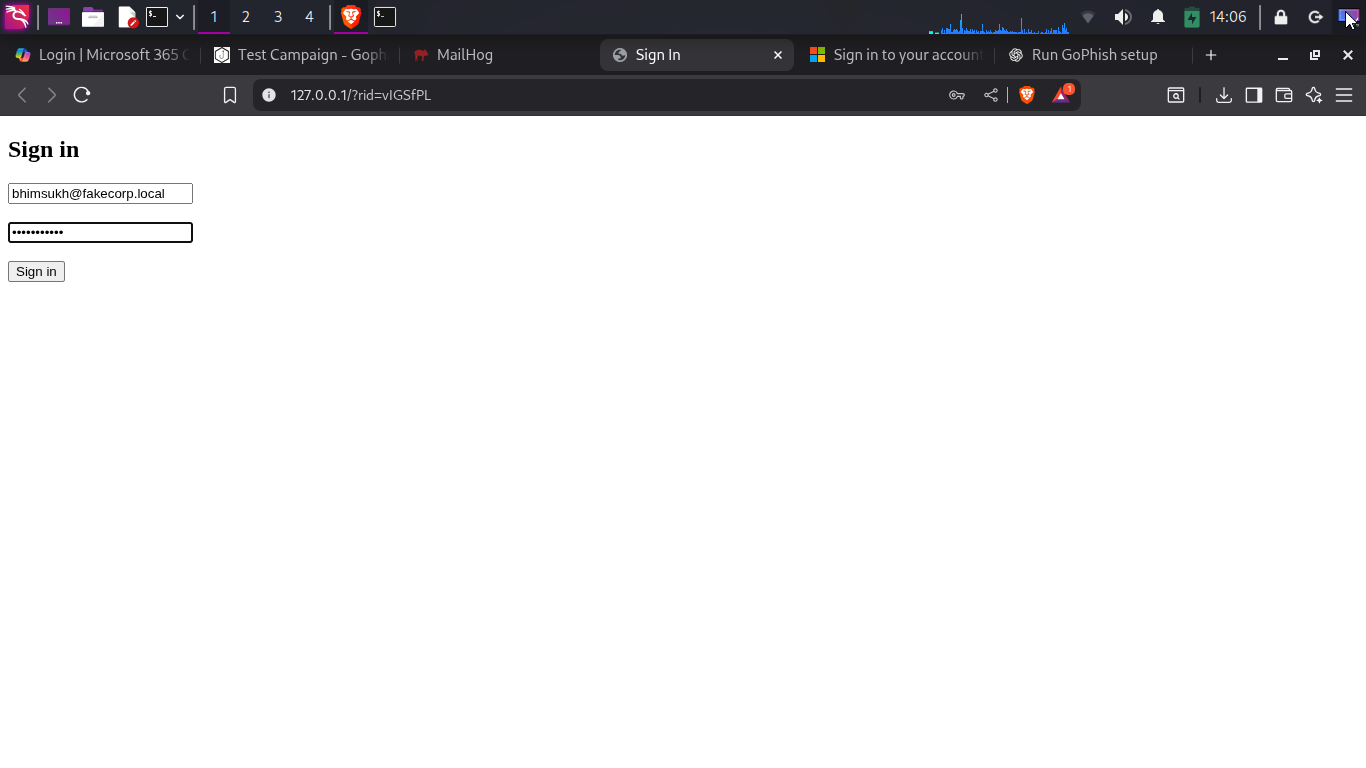 1 2 3 4 14:06
Login | Microsoft 365 C Test Campaign - Goph MailHog Sign In Sign in to your account Run GoPhish setup
127.0.0.1/?rid=vIGSfPL 1
Sign in
bhimsukh@fakecorp.local
•••••••••••
Sign in